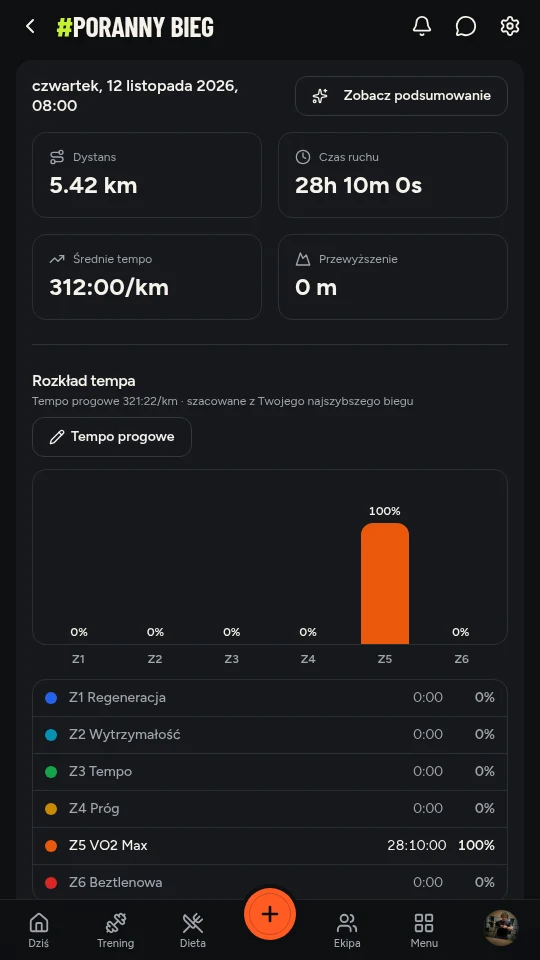 #PORANNY BIEG
czwartek, 12 listopada 2026,
08:00
Zobacz podsumowanie
Dystans
5.42 km
Czas ruchu
28h 10m 0s
Średnie tempo
312:00/km
Przewyższenie
0 m
Rozkład tempa
Tempo progowe 321:22/km · szacowane z Twojego najszybszego biegu
Tempo progowe
100%
0% 0% 0% 0% 0%
Z1 Z2 Z3 Z4 Z5 Z6
Z1 Regeneracja 0:00 0%
Z2 Wytrzymałość 0:00 0%
Z3 Tempo 0:00 0%
Z4 Próg 0:00 0%
Z5 VO2 Max 28:10:00 100%
Z6 Beztlenowa 0:00 0%
Dziś Trening Dieta Ekipa Menu